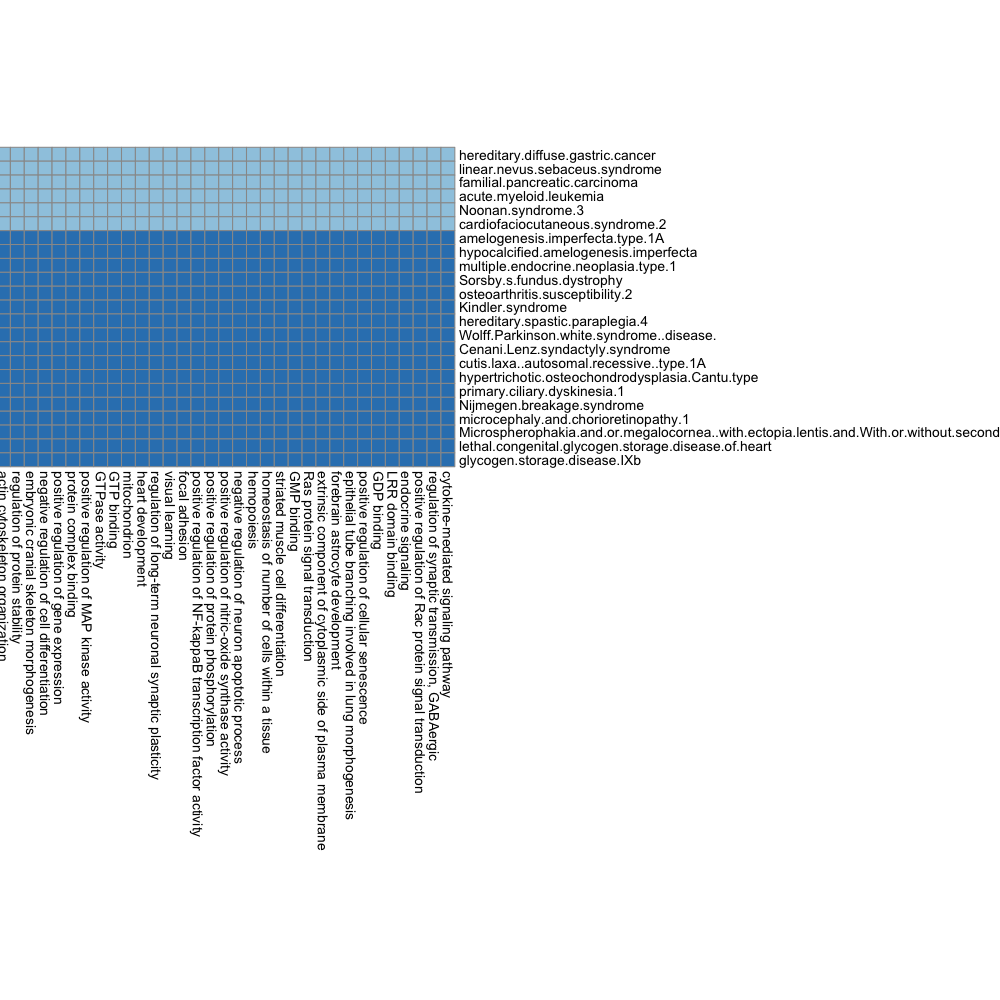 hereditary.diffuse.gastric.cancer
linear.nevus.sebaceus.syndrome
familial.pancreatic.carcinoma
acute.myeloid.leukemia
Noonan.syndrome.3
cardiofaciocutaneous.syndrome.2
amelogenesis.imperfecta.type.1A
hypocalcified.amelogenesis.imperfecta
multiple.endocrine.neoplasia.type.1
Sorsby.s.fundus.dystrophy
osteoarthritis.susceptibility.2
Kindler.syndrome
hereditary.spastic.paraplegia.4
Wolff.Parkinson.white.syndrome..disease.
Cenani.Lenz.syndactyly.syndrome
cutis.laxa..autosomal.recessive..type.1A
hypertrichotic.osteochondrodysplasia.Cantu.type
primary.ciliary.dyskinesia.1
Nijmegen.breakage.syndrome
microcephaly.and.chorioretinopathy.1
Microspherophakia.and.or.megalocornea..with.ectopia.lentis.and.With.or.without.second
lethal.congenital.glycogen.storage.disease.of.heart
glycogen.storage.disease.IXb
actin cytoskeleton organization
regulation of protein stability
embryonic cranial skeleton morphogenesis
negative regulation of cell differentiation
positive regulation of gene expression
protein complex binding
positive regulation of MAP kinase activity
GTPase activity
GTP binding
mitochondrion
heart development
regulation of long-term neuronal synaptic plasticity
visual learning
focal adhesion
positive regulation of NF-kappaB transcription factor activity
positive regulation of protein phosphorylation
positive regulation of nitric-oxide synthase activity
negative regulation of neuron apoptotic process
hemopoiesis
homeostasis of number of cells within a tissue
striated muscle cell differentiation
GMP binding
Ras protein signal transduction
extrinsic component of cytoplasmic side of plasma membrane
forebrain astrocyte development
epithelial tube branching involved in lung morphogenesis
positive regulation of cellular senescence
GDP binding
LRR domain binding
endocrine signaling
positive regulation of Rac protein signal transduction
regulation of synaptic transmission, GABAergic
cytokine-mediated signaling pathway